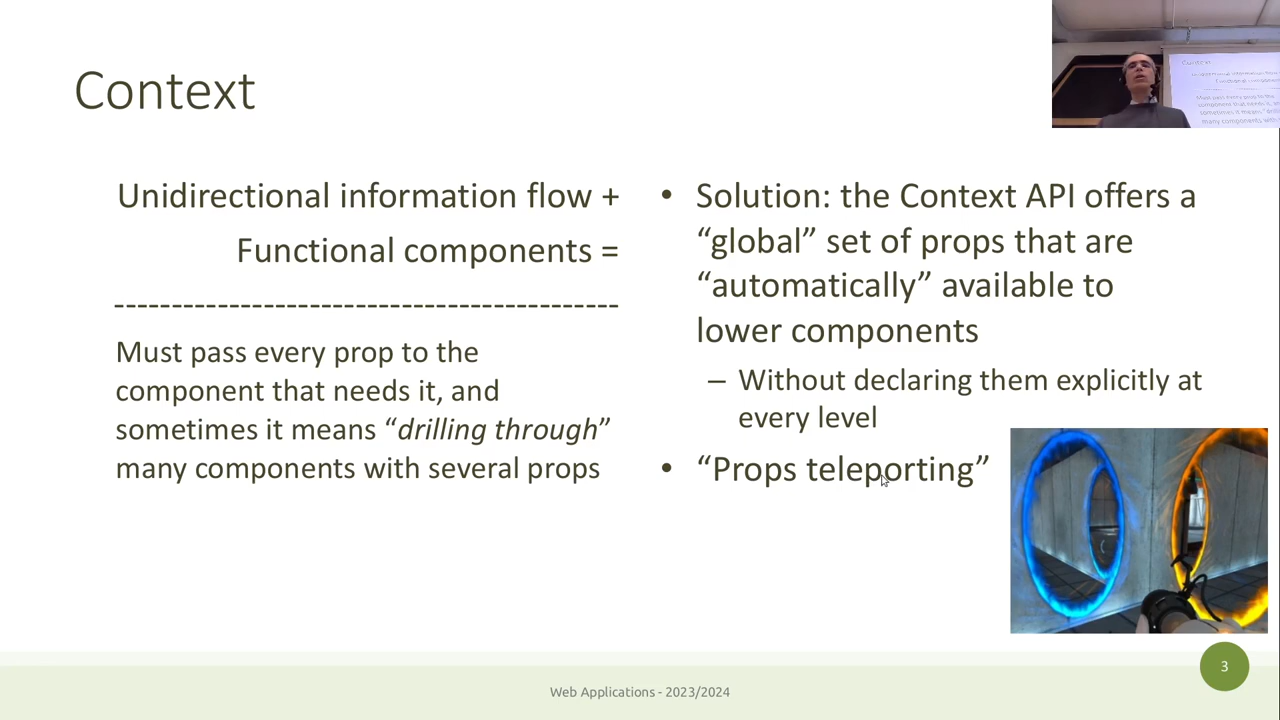 Context
Unidirectional information flow +
Functional components =
--------------------------------------------
Must pass every prop to the
component that needs it, and
sometimes it means “drilling through”
many components with several props
• Solution: the Context API offers a
“global” set of props that are
“automatically” available to
lower components
– Without declaring them explicitly at
every level
• “Props teleporting”
3
Web Applications - 2023/2024